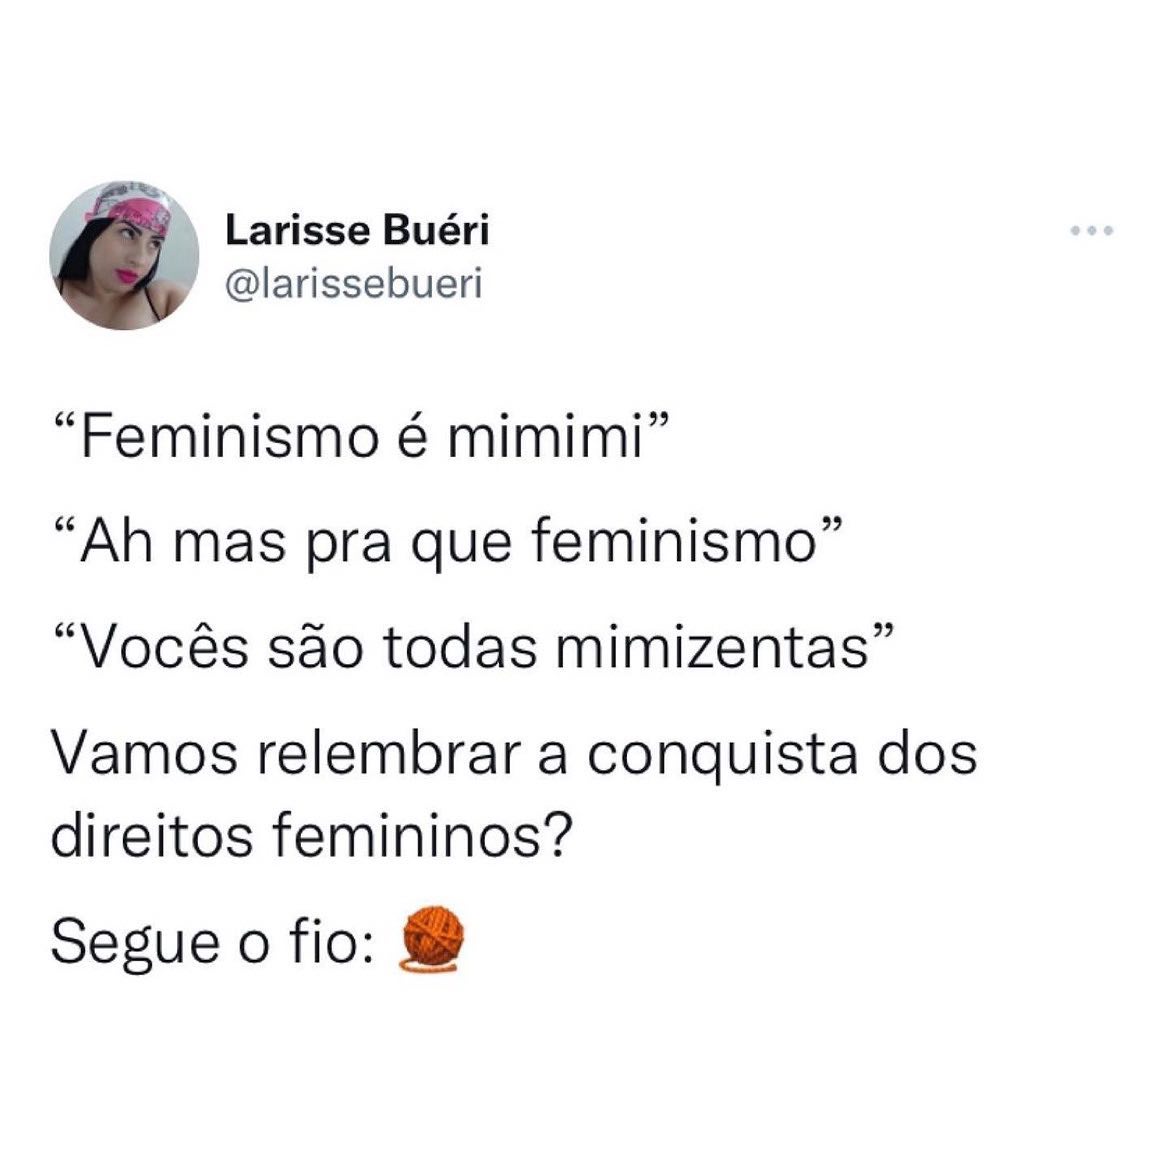 Larisse Buéri
@larissebueri
“Feminismo é mimimi”
“Ah mas pra que feminismo”
“Vocês são todas mimizentas”
Vamos relembrar a conquista dos
direitos femininos?
Segue o fio: 🧶